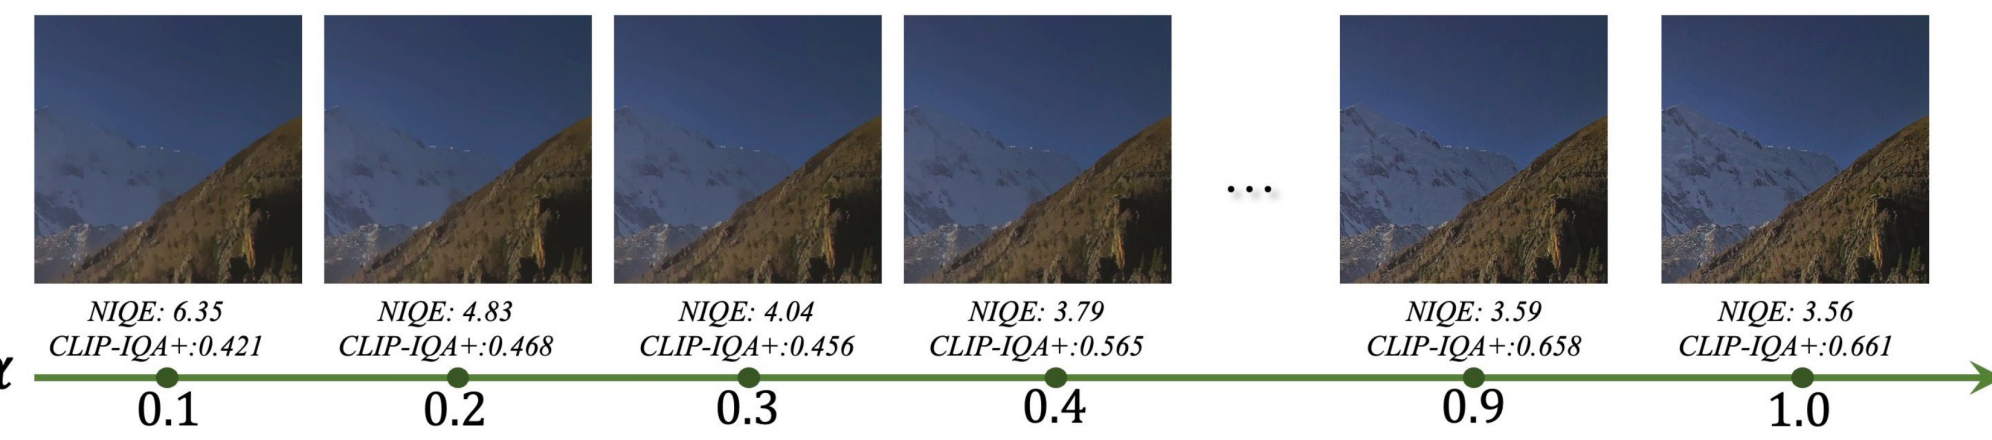 NIQE: 6.35
CLIP-IQA+:0.421
NIQE: 4.83
CLIP-IQA+:0.468
NIQE: 4.04
CLIP-IQA+:0.456
NIQE: 3.79
CLIP-IQA+:0.565
...
NIQE: 3.59
CLIP-IQA+:0.658
NIQE: 3.56
CLIP-IQA+:0.661
0.1
0.2
0.3
0.4
0.9
1.0